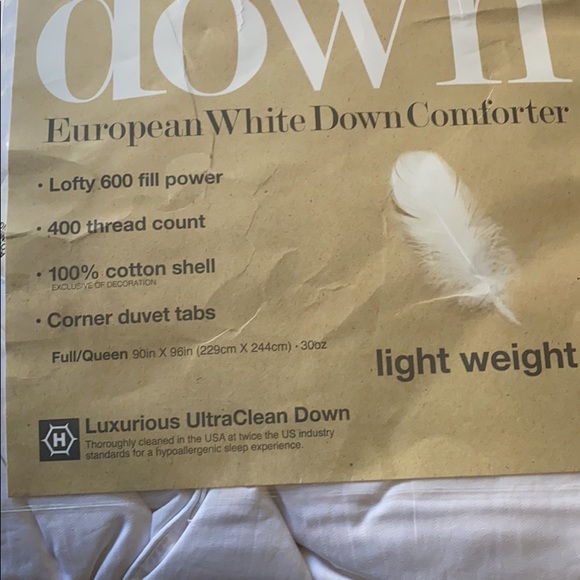 down
European White Down Comforter
• Lofty 600 fill power
• 400 thread count
• 100% cotton shell
EXCLUSIVE OF DECORATION
• Corner duvet tabs
Full/Queen 90in X 96in (229cm X 244cm) • 30oz
light weight
H
Luxurious UltraClean Down
Thoroughly cleaned in the USA at twice the US industry
standards for a hypoallergenic sleep experience.